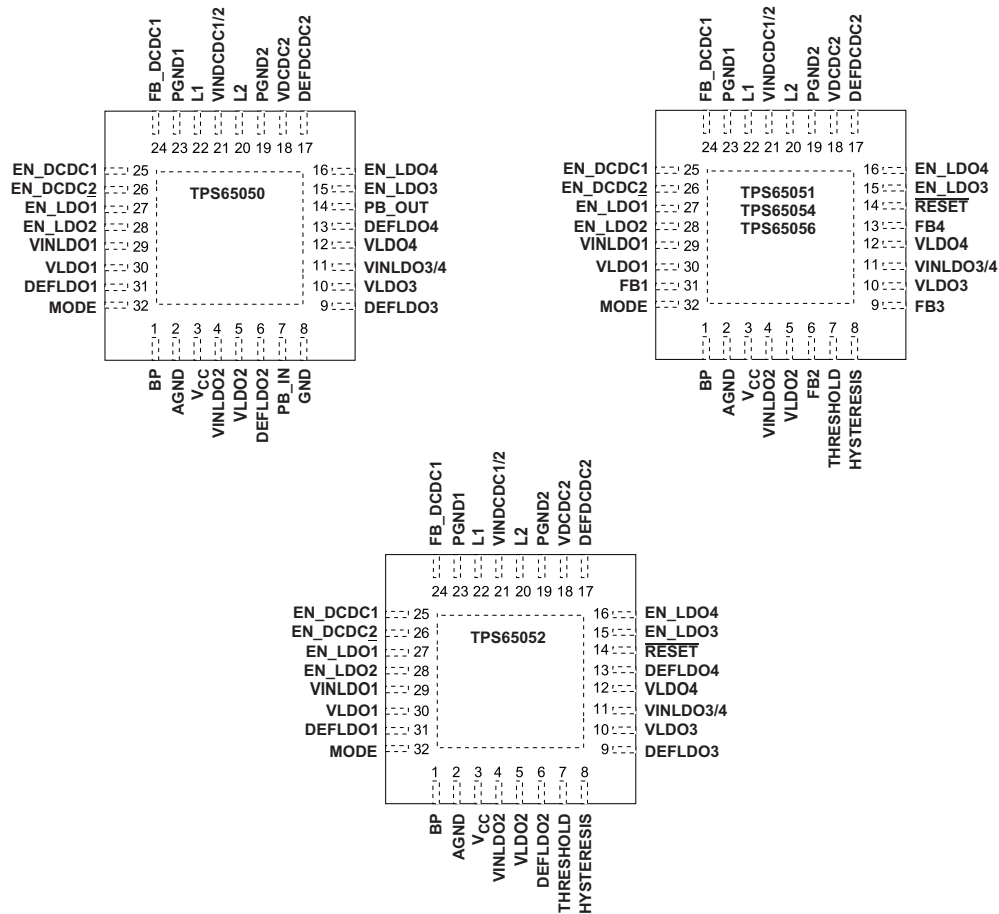 FB_DCDC1
PGND1
L1
VINDCDC1/2
L2
PGND2
VDCDC2
DEFDCDC2
24 23 22 21 20 19 18 17
EN_DCDC1 25
EN_DCDC2 26
EN_LDO1 27
EN_LDO2 28
VINLDO1 29
VLDO1 30
DEFLDO1 31
MODE 32
TPS65050
16 EN_LDO4
15 EN_LDO3
14 PB_OUT
13 DEFLDO4
12 VLDO4
11 VINLDO3/4
10 VLDO3
9 DEFLDO3
1 2 3 4 5 6 7 8
BP
AGND
VCC
VINLDO2
VLDO2
DEFLDO2
PB_IN
GND
FB_DCDC1
PGND1
L1
VINDCDC1/2
L2
PGND2
VDCDC2
DEFDCDC2
24 23 22 21 20 19 18 17
EN_DCDC1 25
EN_DCDC2 26
EN_LDO1 27
EN_LDO2 28
VINLDO1 29
VLDO1 30
FB1 31
MODE 32
TPS65051
TPS65054
TPS65056
16 EN_LDO4
15 EN_LDO3
14 RESET
13 FB4
12 VLDO4
11 VINLDO3/4
10 VLDO3
9 FB3
1 2 3 4 5 6 7 8
BP
AGND
VCC
VINLDO2
VLDO2
FB2
THRESHOLD
HYSTERESIS
FB_DCDC1
PGND1
L1
VINDCDC1/2
L2
PGND2
VDCDC2
DEFDCDC2
24 23 22 21 20 19 18 17
EN_DCDC1 25
EN_DCDC2 26
EN_LDO1 27
EN_LDO2 28
VINLDO1 29
VLDO1 30
DEFLDO1 31
MODE 32
TPS65052
16 EN_LDO4
15 EN_LDO3
14 RESET
13 DEFLDO4
12 VLDO4
11 VINLDO3/4
10 VLDO3
9 DEFLDO3
1 2 3 4 5 6 7 8
BP
AGND
VCC
VINLDO2
VLDO2
DEFLDO2
THRESHOLD
HYSTERESIS